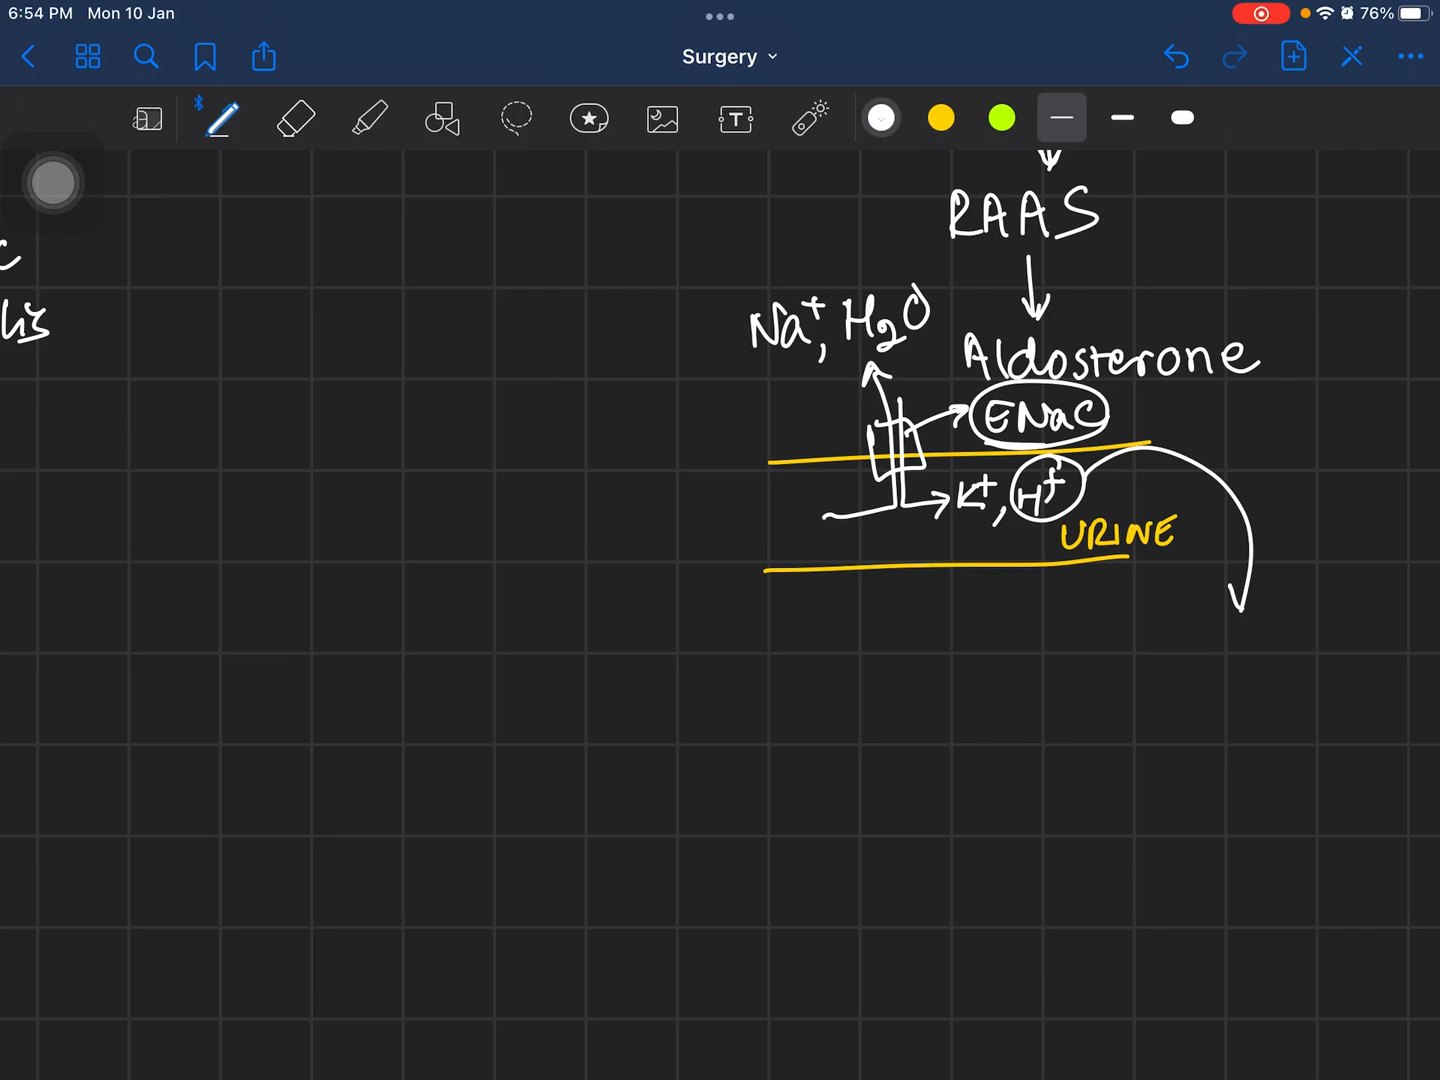 6:54 PM Mon 10 Jan
76%
Surgery
RAAS
Na+, H2O
Aldosterone
ENaC
K+, H+
URINE